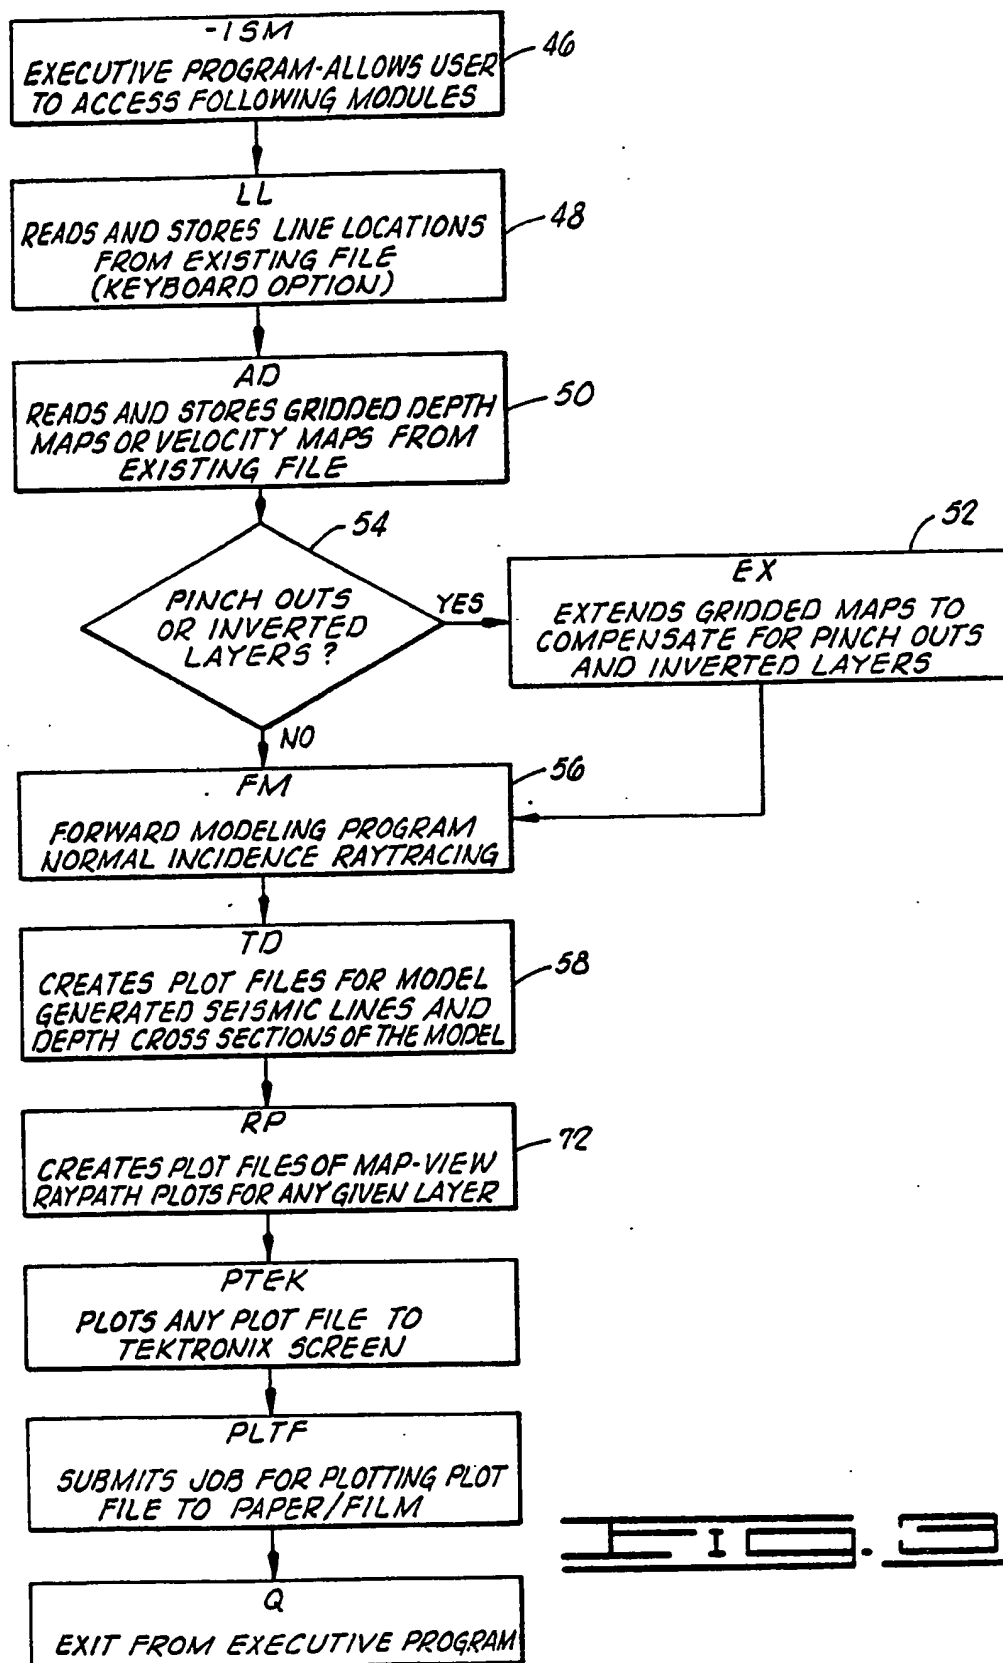 -ISM
EXECUTIVE PROGRAM-ALLOWS USER
TO ACCESS FOLLOWING MODULES
46
LL
READS AND STORES LINE LOCATIONS
FROM EXISTING FILE
(KEYBOARD OPTION)
48
AD
READS AND STORES GRIDDED DEPTH
MAPS OR VELOCITY MAPS FROM
EXISTING FILE
50
54
PINCH OUTS
OR INVERTED
LAYERS?
YES
NO
52
EX
EXTENDS GRIDDED MAPS TO
COMPENSATE FOR PINCH OUTS
AND INVERTED LAYERS
FM
FORWARD MODELING PROGRAM
NORMAL INCIDENCE RAYTRACING
56
TD
CREATES PLOT FILES FOR MODEL
GENERATED SEISMIC LINES AND
DEPTH CROSS SECTIONS OF THE MODEL
58
RP
CREATES PLOT FILES OF MAP-VIEW
RAYPATH PLOTS FOR ANY GIVEN LAYER
72
PTEK
PLOTS ANY PLOT FILE TO
TEKTRONIX SCREEN
PLTF
SUBMITS JOB FOR PLOTTING PLOT
FILE TO PAPER/FILM
Q
EXIT FROM EXECUTIVE PROGRAM
FIG.